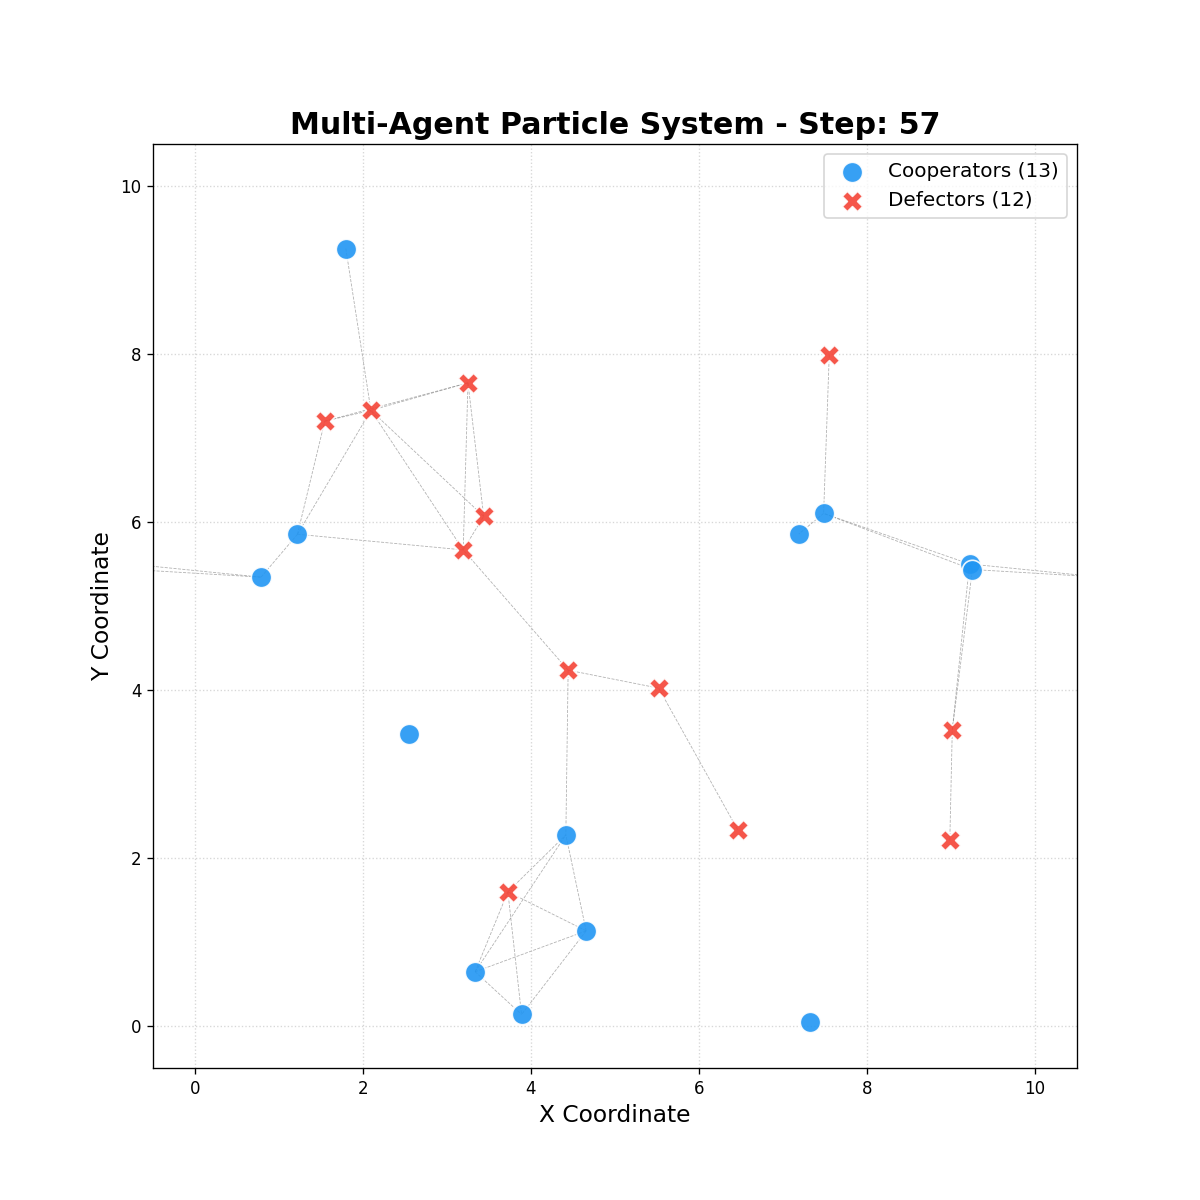 Multi-Agent Particle System - Step: 57
Cooperators (13)
Defectors (12)
10
8
6
4
2
0
Y Coordinate
0 2 4 6 8 10
X Coordinate